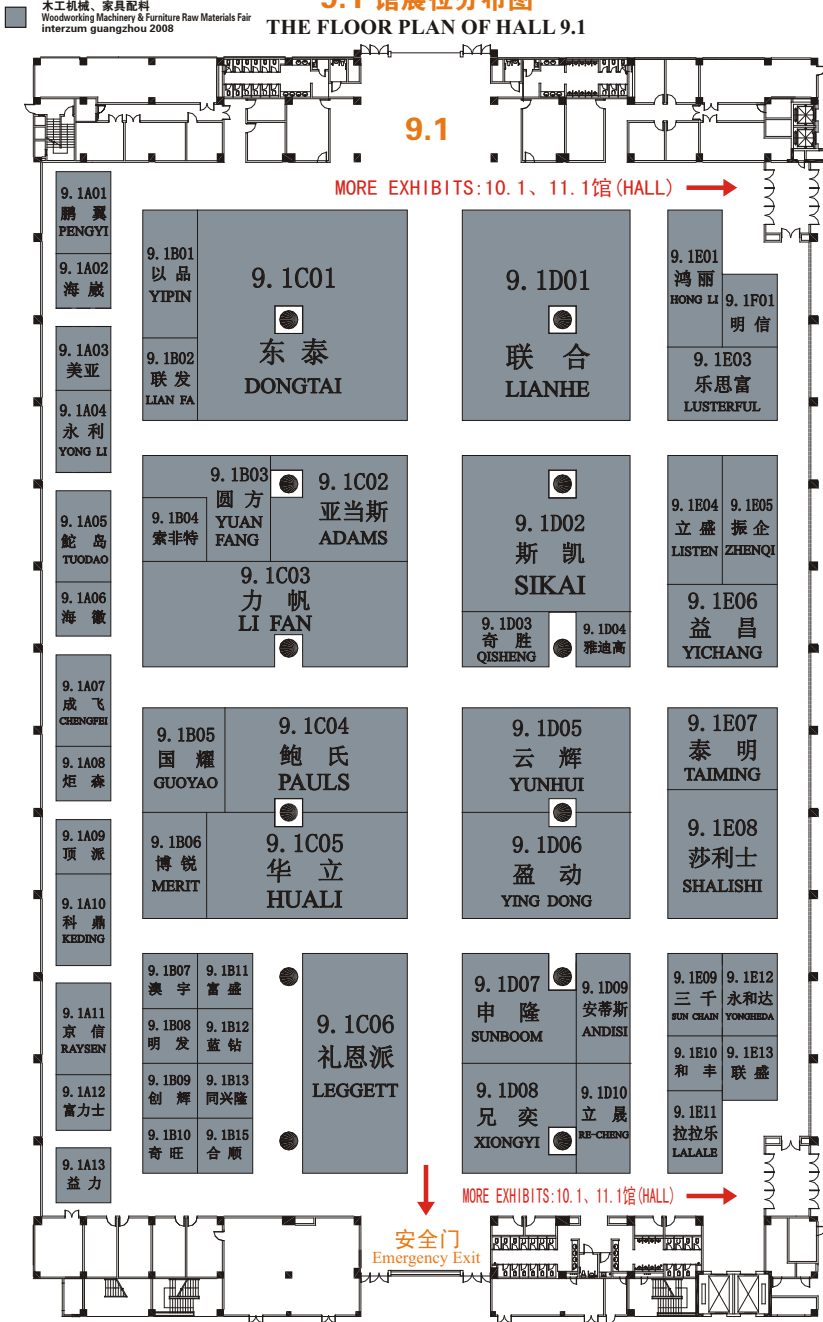 木工机械、家具配料
Woodworking Machinery & Furniture Raw Materials Fair
interzum guangzhou 2008
9.1 馆展位分布图
THE FLOOR PLAN OF HALL 9.1
9.1
MORE EXHIBITS:10.1、11.1馆(HALL)
9.1A01
鹏翼
PENGYI
9.1A02
海崴
9.1A03
美亚
9.1A04
永利
YONG LI
9.1A05
鸵岛
TUODAO
9.1A06
海徽
9.1A07
成飞
CHENGFEI
9.1A08
炬森
9.1A09
顶派
9.1A10
科鼎
KEDING
9.1A11
京信
RAYSEN
9.1A12
富力士
9.1A13
益力
9.1B01
以品
YIPIN
9.1B02
联发
LIAN FA
9.1C01
东泰
DONGTAI
9.1D01
联合
LIANHE
9.1E01
鸿丽
HONG LI
9.1F01
明信
9.1E03
乐思富
LUSTERFUL
9.1B03
圆方
YUAN
FANG
9.1B04
索菲特
9.1C02
亚当斯
ADAMS
9.1C03
力帆
LI FAN
9.1D02
斯凯
SIKAI
9.1D03
奇胜
QISHENG
9.1D04
雅迪高
9.1E04
立盛
LISTEN
9.1E05
振企
ZHENQI
9.1E06
益昌
YICHANG
9.1B05
国耀
GUOYAO
9.1C04
鲍氏
PAULS
9.1B06
博锐
MERIT
9.1C05
华立
HUALI
9.1D05
云辉
YUNHUI
9.1D06
盈动
YING DONG
9.1E07
泰明
TAIMING
9.1E08
莎利士
SHALISHI
9.1B07
澳宇
9.1B11
富盛
9.1B08
明发
9.1B12
蓝钻
9.1B09
创辉
9.1B13
同兴隆
9.1B10
奇旺
9.1B15
合顺
9.1C06
礼恩派
LEGGETT
9.1D07
申隆
SUNBOOM
9.1D09
安蒂斯
ANDISI
9.1D08
兄奕
XIONGYI
9.1D10
立晟
RE-CHENG
9.1E09
三千
SUN CHAIN
9.1E12
永和达
YONGHEDA
9.1E10
和丰
9.1E13
联盛
9.1E11
拉拉乐
LALALE
MORE EXHIBITS:10.1、11.1馆(HALL)
安全门
Emergency Exit